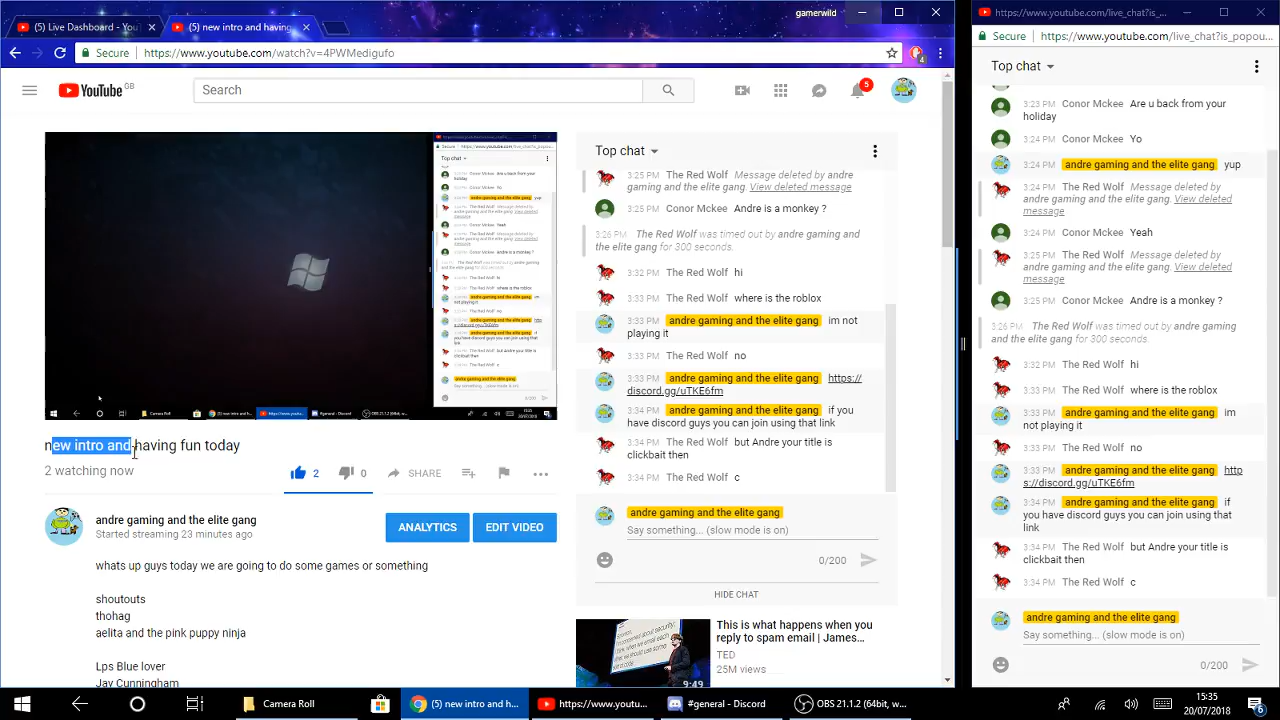 gamerwild
(5) Live Dashboard - You
(5) new intro and having
Secure
https://www.youtube.com/watch?v=4PWMedigufo
4
YouTube GB
Search
5
new intro and having fun today
2 watching now
2
0
SHARE
andre gaming and the elite gang
Started streaming 23 minutes ago
ANALYTICS
EDIT VIDEO
whats up guys today we are going to do some games or something
shoutouts
thohag
aelita and the pink puppy ninja
Lps Blue lover
Jay Cunningham
Top chat
3:25 PM The Red Wolf Message deleted by andre
gaming and the elite gang. View deleted message
3:25 PM Conor Mckee Andre is a monkey ?
3:26 PM The Red Wolf was timed out by andre gaming and
the elite gang for 300 seconds.
3:32 PM The Red Wolf hi
3:33 PM The Red Wolf where is the roblox
3:33 PM andre gaming and the elite gang im not
playing it
3:33 PM The Red Wolf no
3:33 PM andre gaming and the elite gang https://
discord.gg/uTKE6fm
3:34 PM andre gaming and the elite gang if you
have discord guys you can join using that link
3:34 PM The Red Wolf but Andre your title is
clickbait then
3:34 PM The Red Wolf c
andre gaming and the elite gang
Say something... (slow mode is on)
0/200
HIDE CHAT
This is what happens when you
reply to spam email | James...
TED
25M views
9:49
https://www.youtube.com/live_chat?is_...
Secure
https://www.youtube.com/live_chat?is_popou...
Top chat
3:23 PM Conor Mckee Are u back from your
holiday
3:24 PM Conor Mckee Yo
3:24 PM andre gaming and the elite gang yup
3:24 PM The Red Wolf Message deleted by
andre gaming and the elite gang. View deleted
message
3:24 PM Conor Mckee Yeah
3:25 PM The Red Wolf Message deleted by
andre gaming and the elite gang. View deleted
message
3:25 PM Conor Mckee Andre is a monkey ?
3:26 PM The Red Wolf was timed out by andre gaming
and the elite gang for 300 seconds.
3:32 PM The Red Wolf hi
3:33 PM The Red Wolf where is the roblox
3:33 PM andre gaming and the elite gang im
not playing it
3:33 PM The Red Wolf no
3:33 PM andre gaming and the elite gang http
s://discord.gg/uTKE6fm
3:34 PM andre gaming and the elite gang if
you have discord guys you can join using that
link
3:34 PM The Red Wolf but Andre your title is
clickbait then
3:34 PM The Red Wolf c
andre gaming and the elite gang
Say something... (slow mode is on)
0/200
Camera Roll
(5) new intro and h...
https://www.youtu...
#general - Discord
OBS 21.1.2 (64bit, w...
15:35
20/07/2018
6